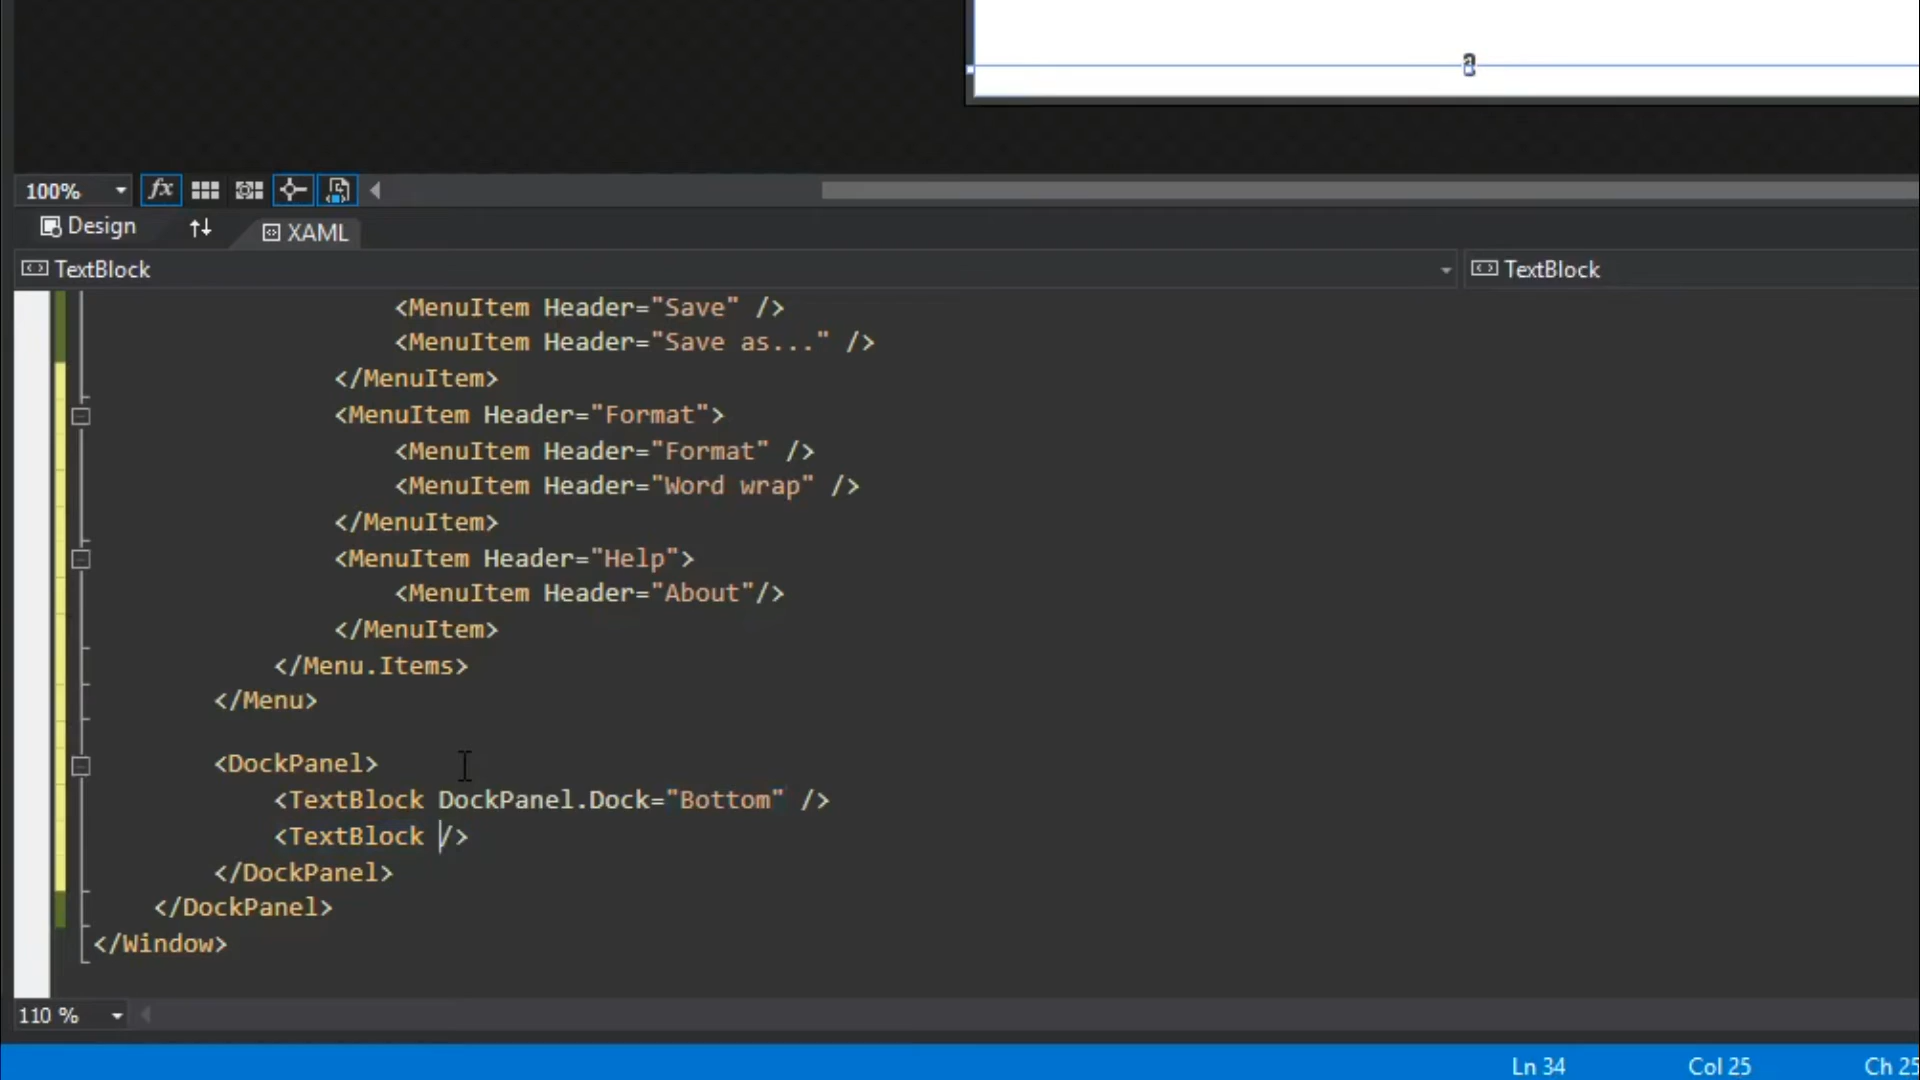 a
100%
fx
Design
XAML
TextBlock
TextBlock
<MenuItem Header="Save" />
<MenuItem Header="Save as..." />
</MenuItem>
<MenuItem Header="Format">
<MenuItem Header="Format" />
<MenuItem Header="Word wrap" />
</MenuItem>
<MenuItem Header="Help">
<MenuItem Header="About"/>
</MenuItem>
</Menu.Items>
</Menu>
<DockPanel>
<TextBlock DockPanel.Dock="Bottom" />
<TextBlock />
</DockPanel>
</DockPanel>
</Window>
110 %
Ln 34 Col 25 Ch 25